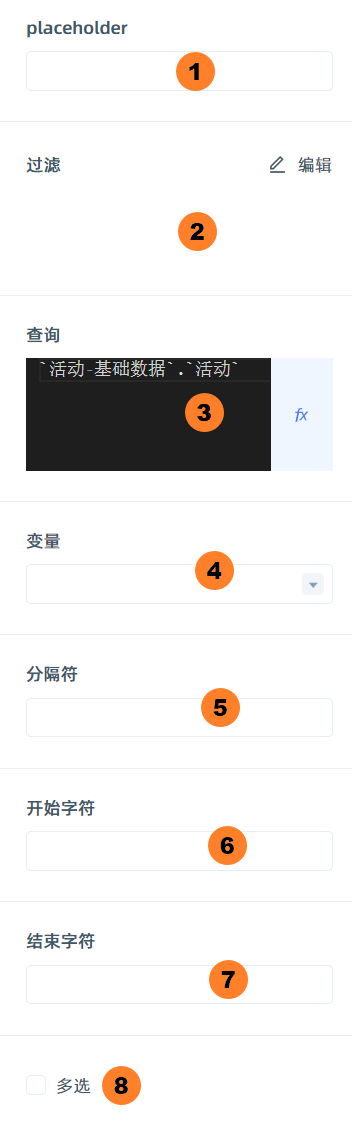 placeholder
1
过滤
编辑
2
查询
`活动-基础数据`.`活动`
3
fx
变量
4
分隔符
5
开始字符
6
结束字符
7
多选
8